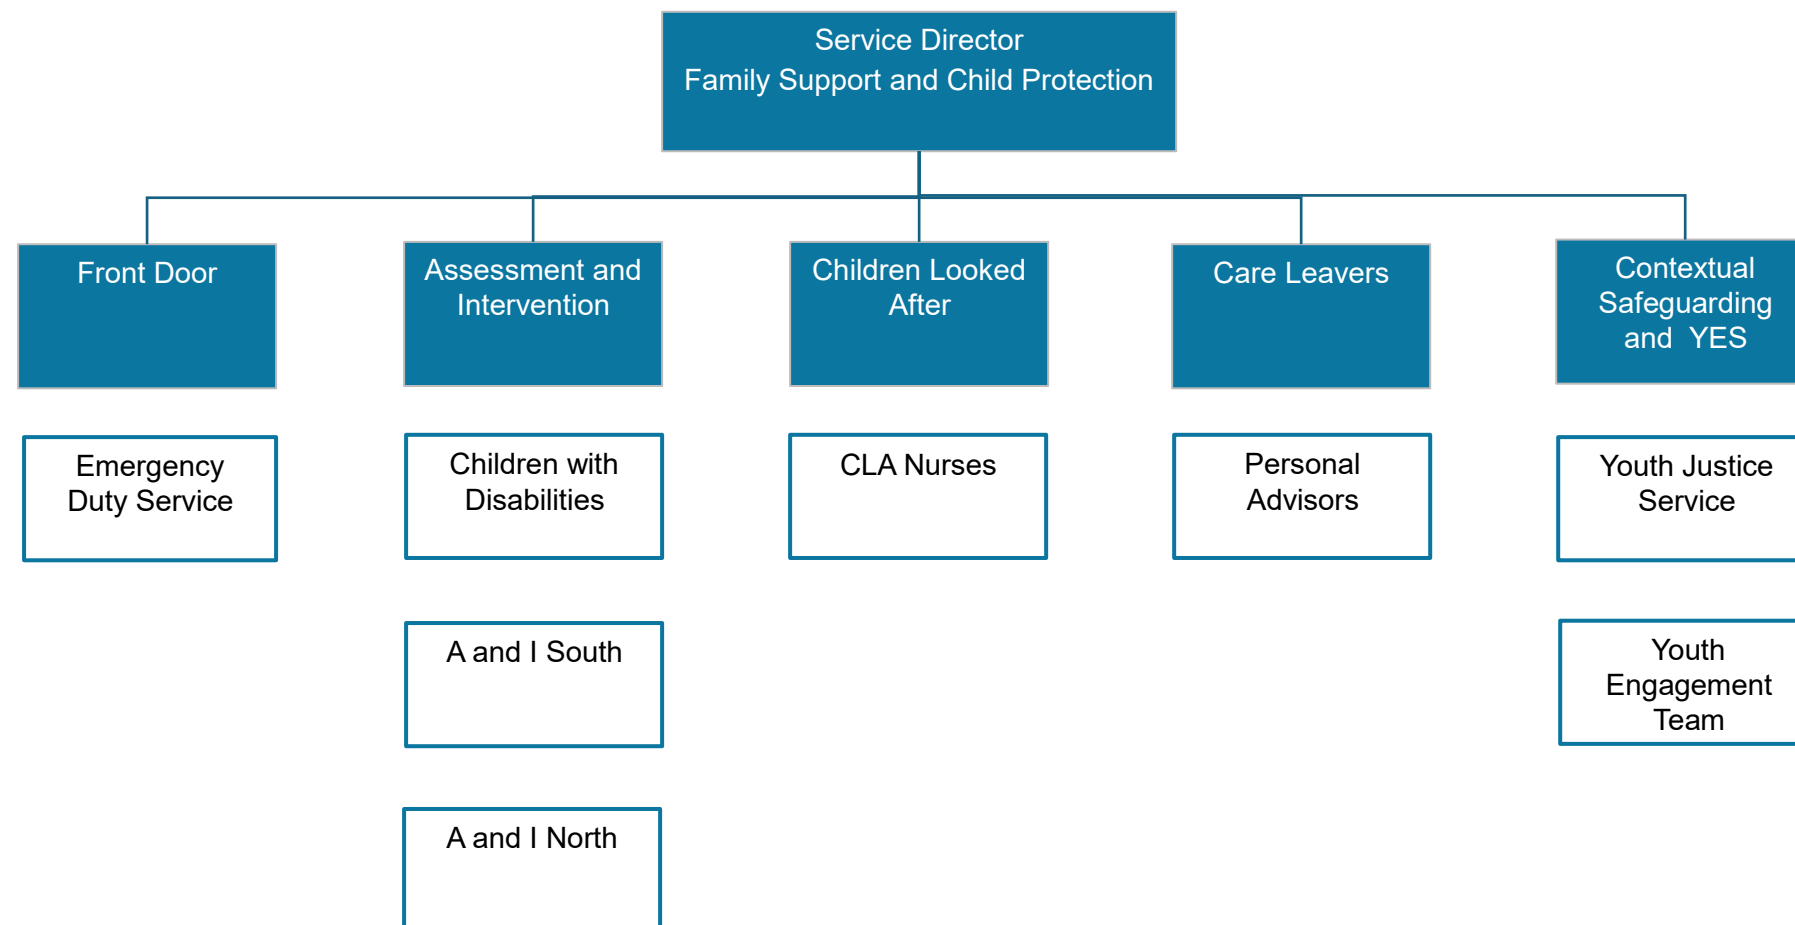 Service Director
Family Support and Child Protection
Front Door
Assessment and
Intervention
Children Looked
After
Care Leavers
Contextual
Safeguarding
and  YES
Emergency
Duty Service
Children with
Disabilities
CLA Nurses
Personal
Advisors
Youth Justice
Service
A and I South
Youth
Engagement
Team
A and I North